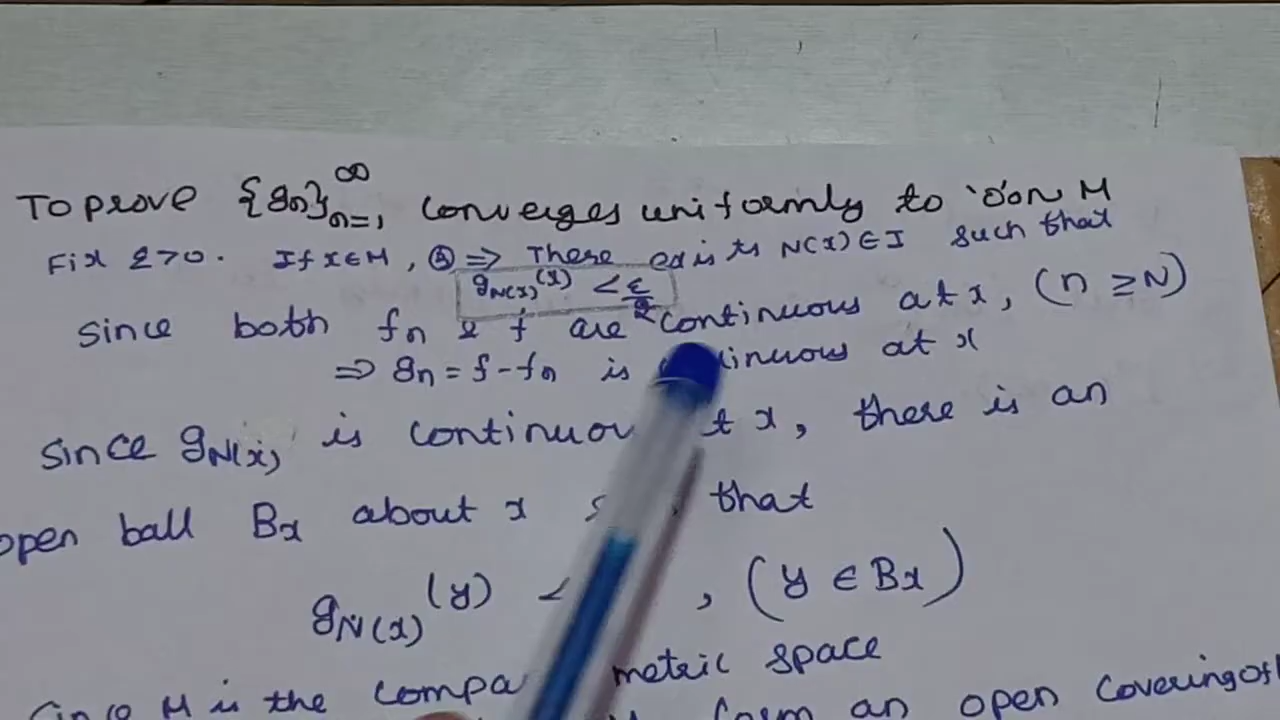 To prove {gn}∞n=1 converges uniformly to '0' on M
Fix ε>0. If x∈M, ⇒ There exists N(x)∈I such that
gN(x)(x) < ε/2
since both fn & f are continuous at x, (n ≥ N)
⇒ gn = f-fn is continuous at x
since gN(x) is continuou at x, there is an
open ball Bx about x that
gN(x)(y) < , (y ∈ Bx)
Since M is the compa metric space
form an open covering of